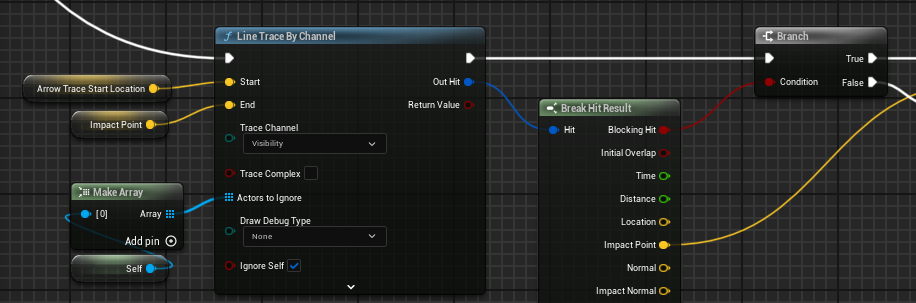 Line Trace By Channel
Branch
True
Arrow Trace Start Location
Start
Out Hit
Condition
False
End
Return Value
Break Hit Result
Impact Point
Trace Channel
Hit
Blocking Hit
Visibility
Initial Overlap
Trace Complex
Time
Make Array
Actors to Ignore
Distance
[0]
Array
Draw Debug Type
Location
None
Add pin
Impact Point
Self
Ignore Self
Normal
Impact Normal